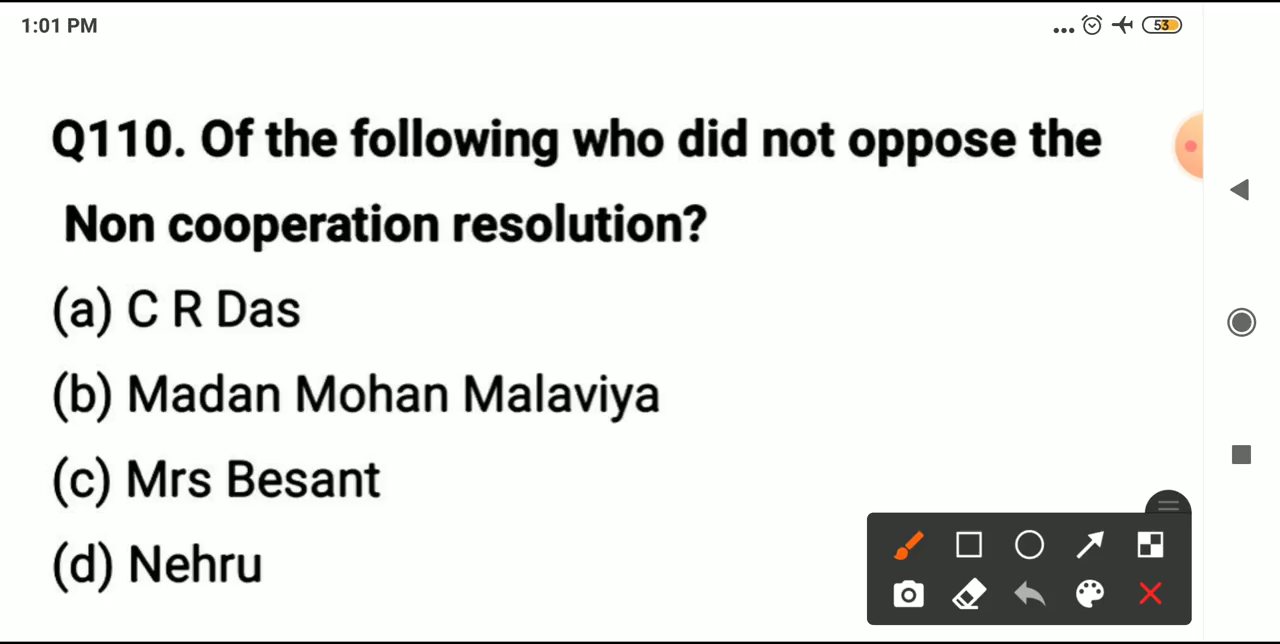 1:01 PM
53
Q110. Of the following who did not oppose the
Non cooperation resolution?
(a) C R Das
(b) Madan Mohan Malaviya
(c) Mrs Besant
(d) Nehru